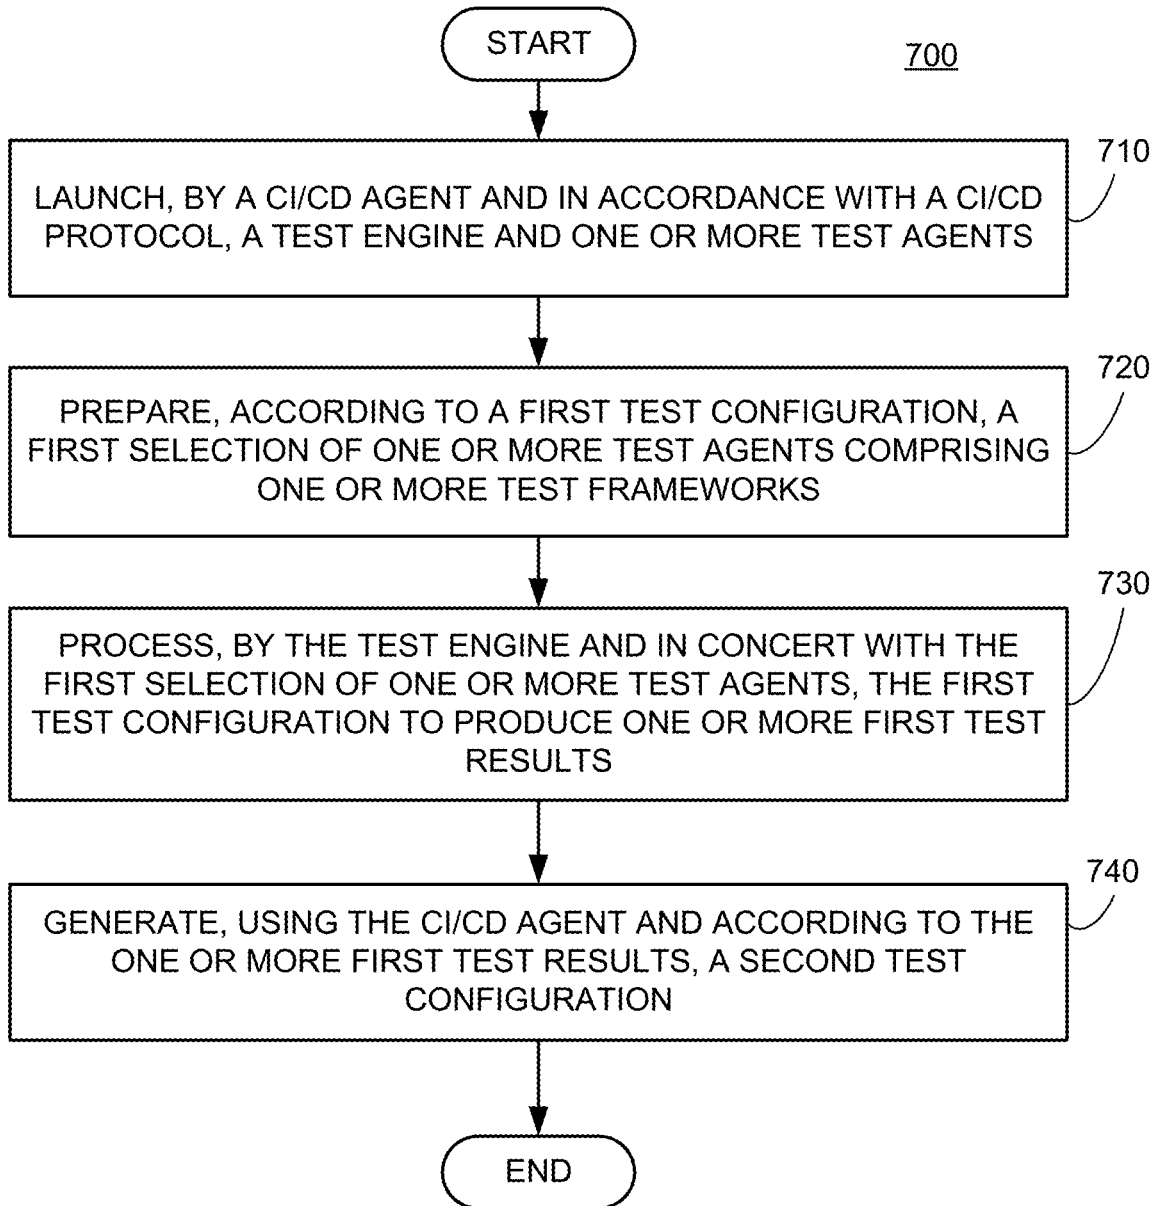 START
700
710
LAUNCH, BY A CI/CD AGENT AND IN ACCORDANCE WITH A CI/CD
PROTOCOL, A TEST ENGINE AND ONE OR MORE TEST AGENTS
720
PREPARE, ACCORDING TO A FIRST TEST CONFIGURATION, A
FIRST SELECTION OF ONE OR MORE TEST AGENTS COMPRISING
ONE OR MORE TEST FRAMEWORKS
730
PROCESS, BY THE TEST ENGINE AND IN CONCERT WITH THE
FIRST SELECTION OF ONE OR MORE TEST AGENTS, THE FIRST
TEST CONFIGURATION TO PRODUCE ONE OR MORE FIRST TEST
RESULTS
740
GENERATE, USING THE CI/CD AGENT AND ACCORDING TO THE
ONE OR MORE FIRST TEST RESULTS, A SECOND TEST
CONFIGURATION
END